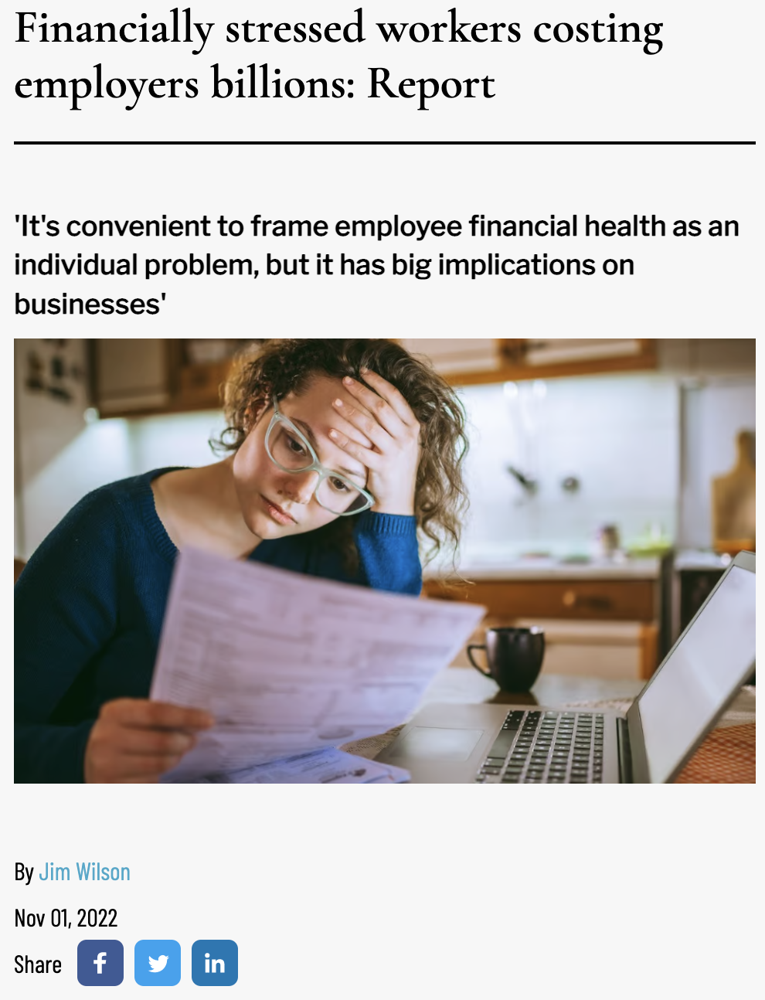 Financially stressed workers costing
employers billions: Report
'It's convenient to frame employee financial health as an
individual problem, but it has big implications on
businesses'
By Jim Wilson
Nov 01, 2022
Share